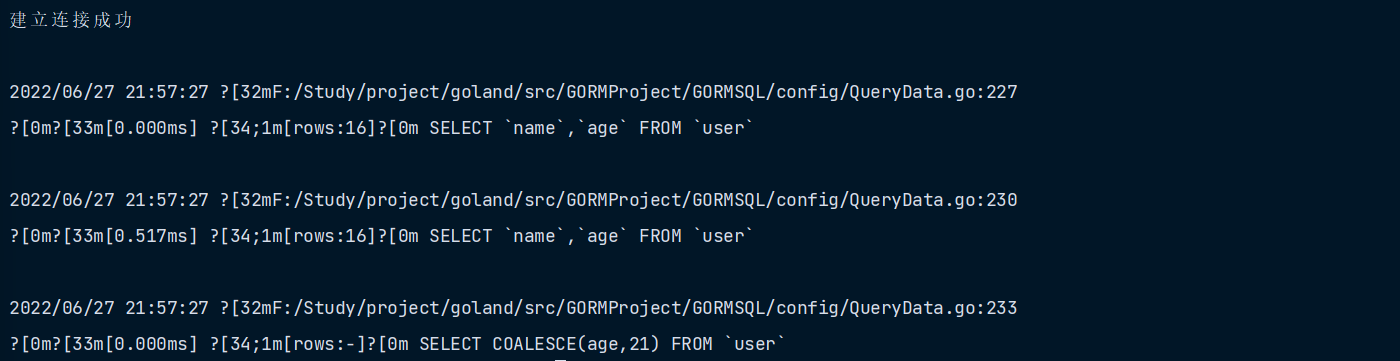 建立连接成功
2022/06/27 21:57:27 ?[32mF:/Study/project/goland/src/GORMProject/GORMSQL/config/QueryData.go:227
?[0m?[33m[0.000ms] ?[34;1m[rows:16]?[0m SELECT `name`,`age` FROM `user`
2022/06/27 21:57:27 ?[32mF:/Study/project/goland/src/GORMProject/GORMSQL/config/QueryData.go:230
?[0m?[33m[0.517ms] ?[34;1m[rows:16]?[0m SELECT `name`,`age` FROM `user`
2022/06/27 21:57:27 ?[32mF:/Study/project/goland/src/GORMProject/GORMSQL/config/QueryData.go:233
?[0m?[33m[0.000ms] ?[34;1m[rows:-]?[0m SELECT COALESCE(age,21) FROM `user`